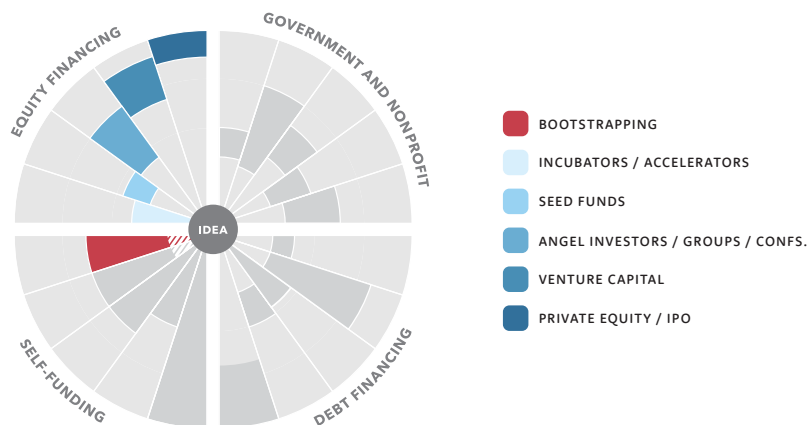 EQUITY FINANCING
GOVERNMENT AND NONPROFIT
IDEA
SELF-FUNDING
DEBT FINANCING
BOOTSTRAPPING
INCUBATORS / ACCELERATORS
SEED FUNDS
ANGEL INVESTORS / GROUPS / CONFS.
VENTURE CAPITAL
PRIVATE EQUITY / IPO